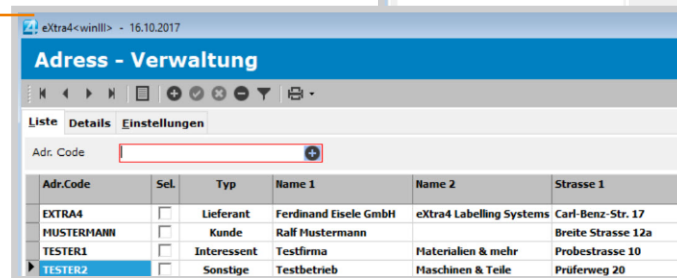 eXtra4<winIII> - 16.10.2017
Adress - Verwaltung
Liste Details Einstellungen
Adr. Code
Adr.Code Sel. Typ Name 1 Name 2 Strasse 1
EXTRA4 Lieferant Ferdinand Eisele GmbH eXtra4 Labelling Systems Carl-Benz-Str. 17
MUSTERMANN Kunde Ralf Mustermann Breite Strasse 12a
TESTER1 Interessent Testfirma Materialien & mehr Probestrasse 10
TESTER2 Sonstige Testbetrieb Maschinen & Teile Prüferweg 20